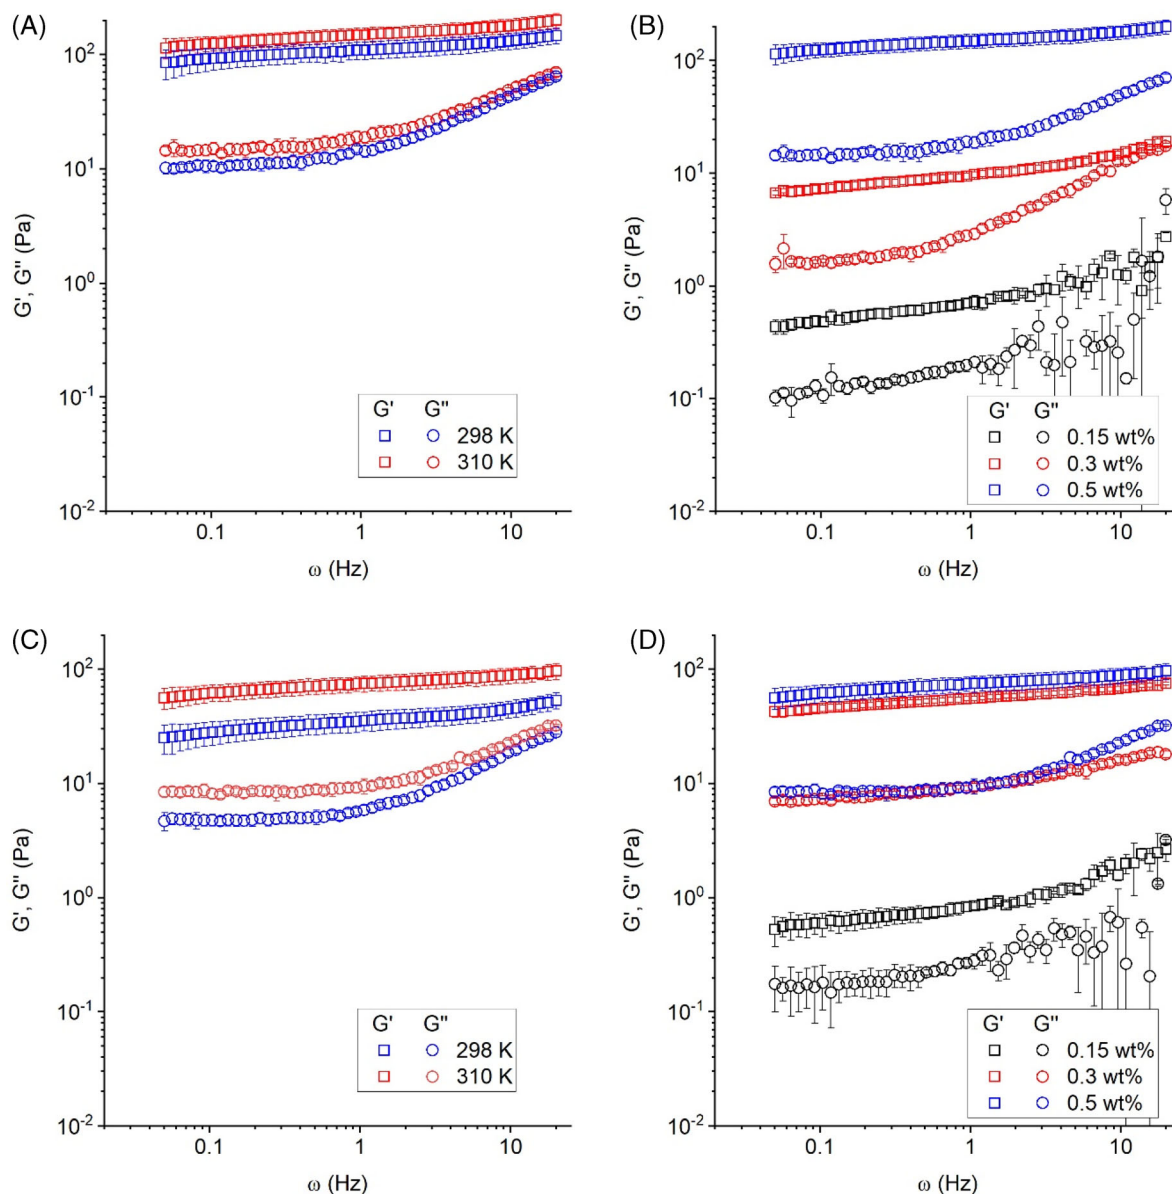 (A)
10²
10¹
10⁰
10⁻¹
10⁻²
G', G'' (Pa)
G' G''
298 K
310 K
0.1 1 10
ω (Hz)
(B)
10²
10¹
10⁰
10⁻¹
10⁻²
G', G'' (Pa)
G' G''
0.15 wt%
0.3 wt%
0.5 wt%
0.1 1 10
ω (Hz)
(C)
10²
10¹
10⁰
10⁻¹
10⁻²
G', G'' (Pa)
G' G''
298 K
310 K
0.1 1 10
ω (Hz)
(D)
10²
10¹
10⁰
10⁻¹
10⁻²
G', G'' (Pa)
G' G''
0.15 wt%
0.3 wt%
0.5 wt%
0.1 1 10
ω (Hz)